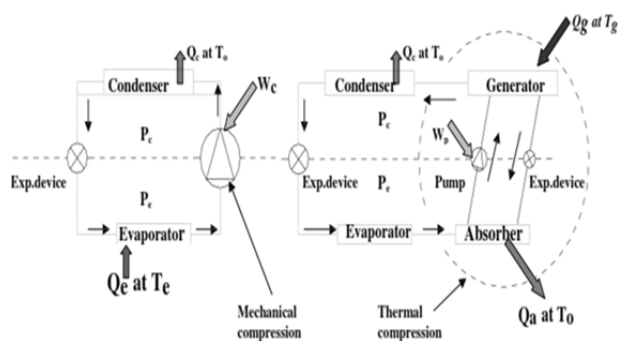 Qc at To
Condenser
Wc
Pc
Exp.device
Pe
Evaporator
Qe at Te
Mechanical
compression
Qc at To
Condenser
Qg at Tg
Generator
Pc
Wp
Exp.device
Pe
Pump
Exp.device
Evaporator
Absorber
Thermal
compression
Qa at To